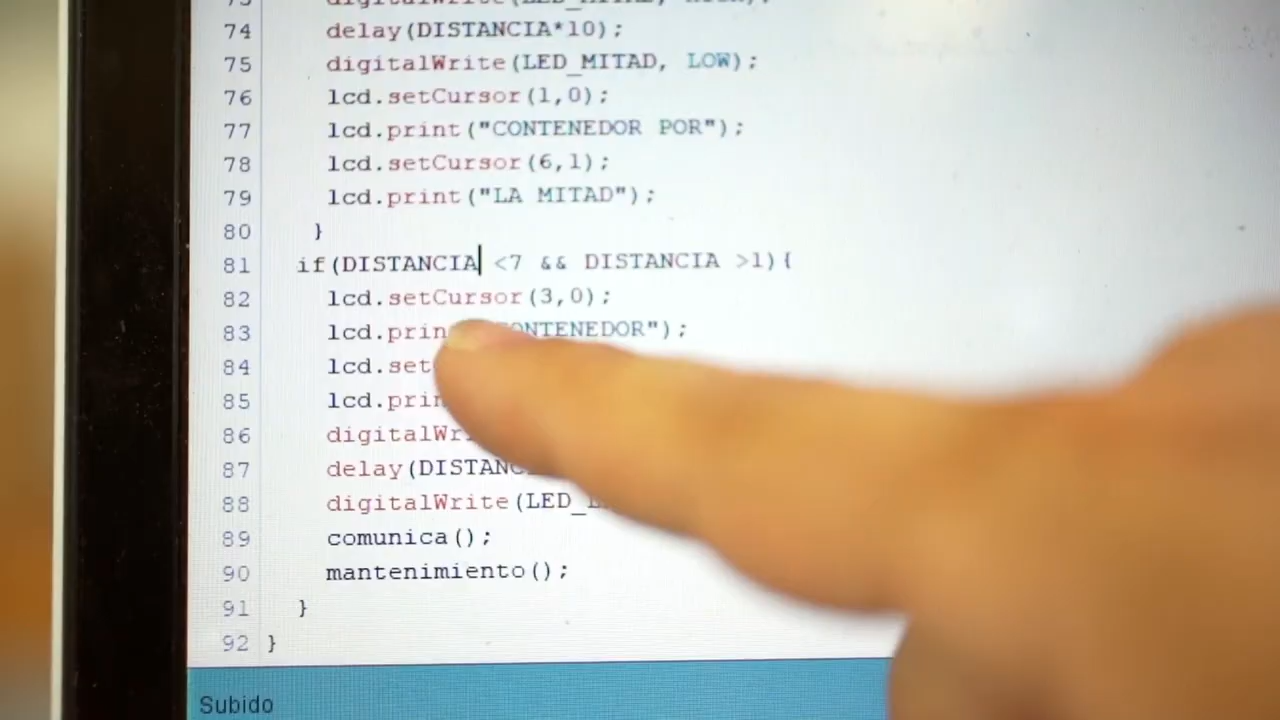 74 delay(DISTANCIA*10);
75 digitalWrite(LED_MITAD, LOW);
76 lcd.setCursor(1,0);
77 lcd.print("CONTENEDOR POR");
78 lcd.setCursor(6,1);
79 lcd.print("LA MITAD");
80 }
81 if(DISTANCIA <7 && DISTANCIA >1){
82 lcd.setCursor(3,0);
83 lcd.prin ONTENEDOR");
84 lcd.set
85 lcd.prin
86 digitalWri
87 delay(DISTANC
88 digitalWrite(LED_
89 comunica();
90 mantenimiento();
91 }
92 }
Subido